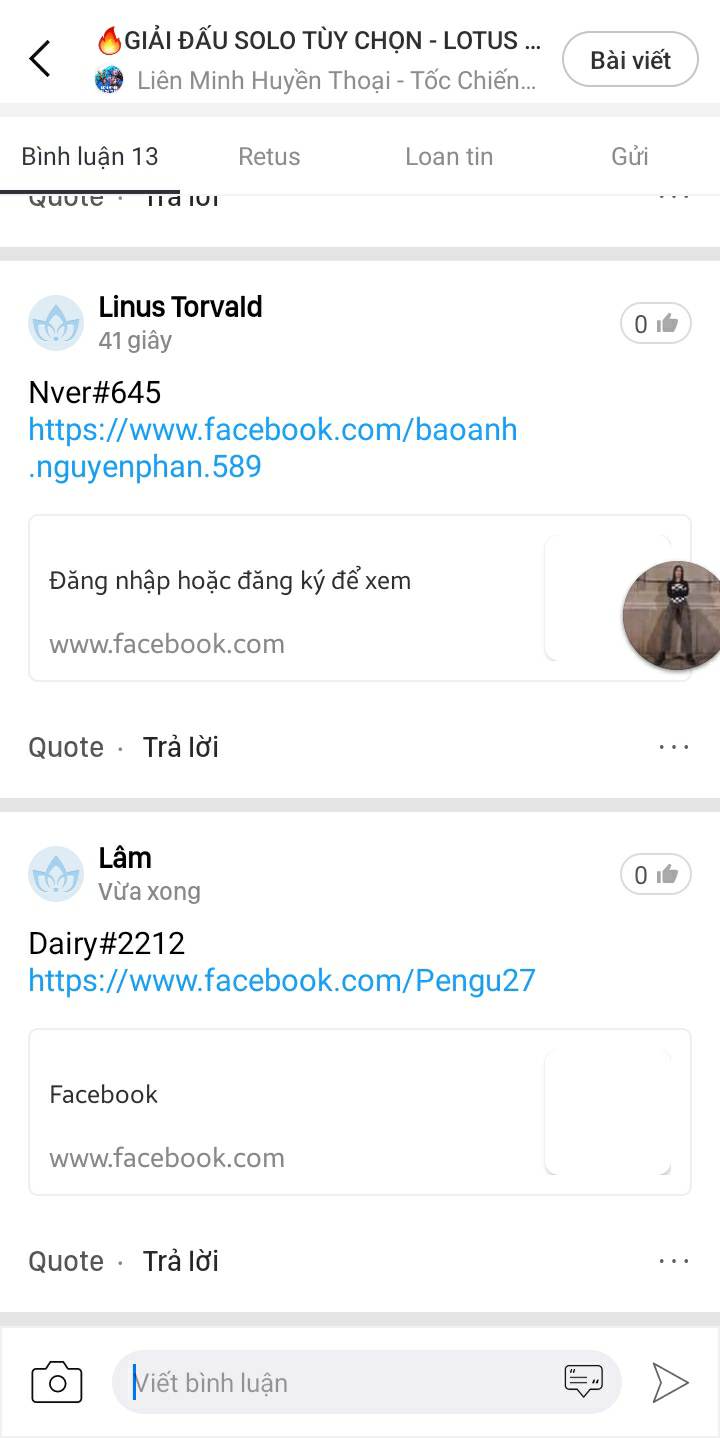 🔥GIẢI ĐẤU SOLO TÙY CHỌN - LOTUS ...
Liên Minh Huyền Thoại - Tốc Chiến...
Bài viết
Bình luận 13
Retus
Loan tin
Gửi
Quote · Trả lời
Linus Torvald
41 giây
0
Nver#645
https://www.facebook.com/baoanh
.nguyenphan.589
Đăng nhập hoặc đăng ký để xem
www.facebook.com
Quote · Trả lời
Lâm
Vừa xong
0
Dairy#2212
https://www.facebook.com/Pengu27
Facebook
www.facebook.com
Quote · Trả lời
Viết bình luận